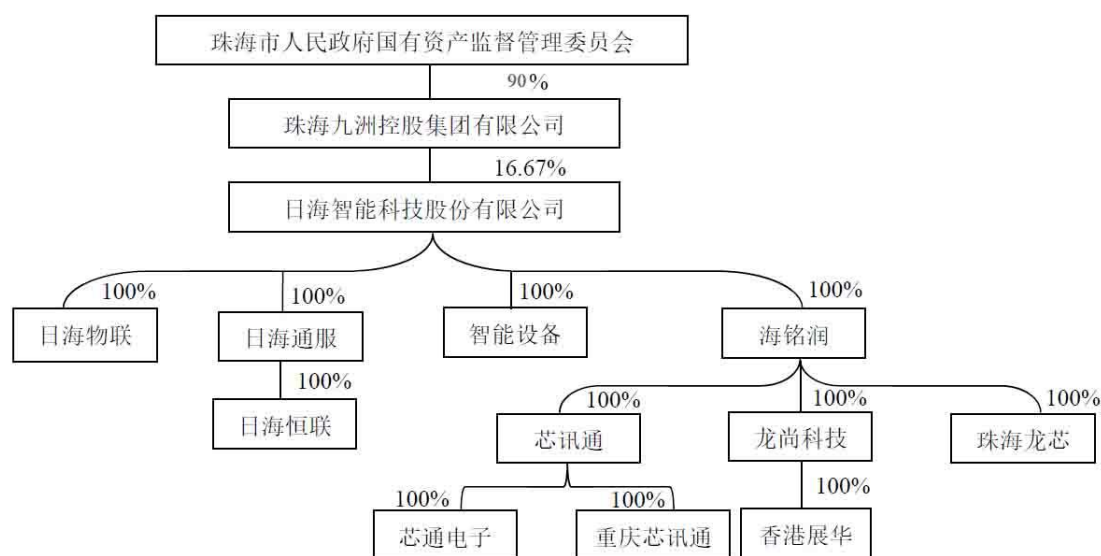 珠海市人民政府国有资产监督管理委员会
90%
珠海九洲控股集团有限公司
16.67%
日海智能科技股份有限公司
100%
100%
100%
100%
日海物联
日海通服
智能设备
海铭润
100%
日海恒联
100%
100%
100%
芯讯通
龙尚科技
珠海龙芯
100%
100%
100%
芯通电子
重庆芯讯通
香港展华